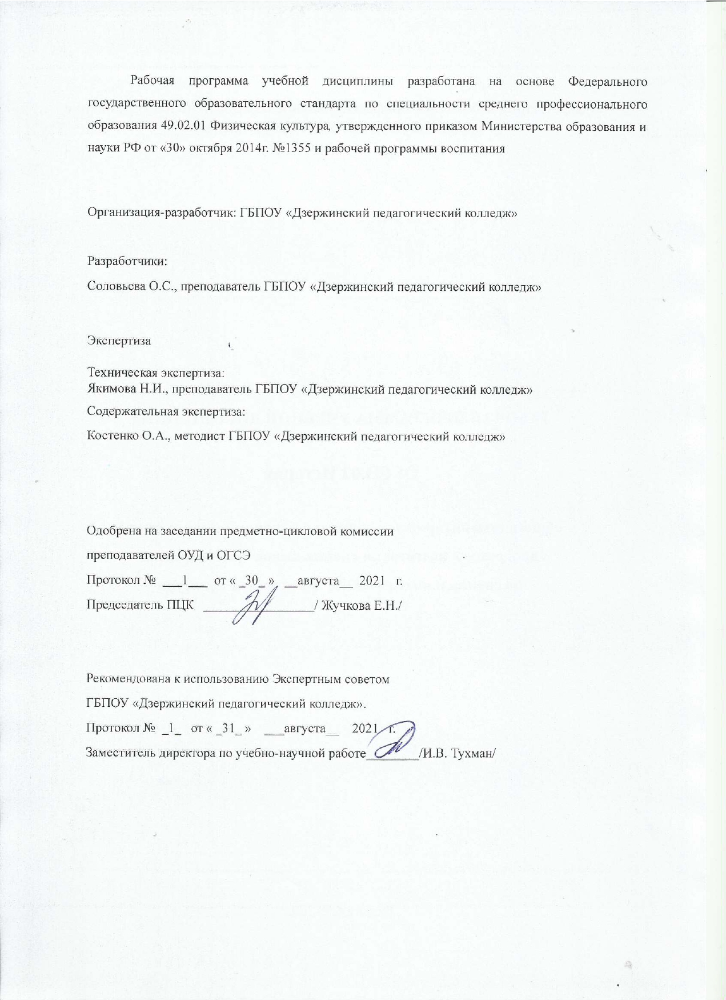 Рабочая программа учебной дисциплины разработана на основе Федерального
государственного образовательного стандарта по специальности среднего профессионального
образования 49.02.01 Физическая культура, утвержденного приказом Министерства образования и
науки РФ от «30» октября 2014г. №1355 и рабочей программы воспитания
Организация-разработчик: ГБПОУ «Дзержинский педагогический колледж»
Разработчики:
Соловьева О.С., преподаватель ГБПОУ «Дзержинский педагогический колледж»
Экспертиза
Техническая экспертиза:
Якимова Н.И., преподаватель ГБПОУ «Дзержинский педагогический колледж»
Содержательная экспертиза:
Костенко О.А., методист ГБПОУ «Дзержинский педагогический колледж»
Одобрена на заседании предметно-цикловой комиссии
преподавателей ОУД и ОГСЭ
Протокол № ___1___ от « _30_ » __августа__ 2021 г.
Председатель ПЦК _________________/ Жучкова Е.Н./
Рекомендована к использованию Экспертным советом
ГБПОУ «Дзержинский педагогический колледж».
Протокол № _1_ от « _31_ » ___августа__ 2021 г.
Заместитель директора по учебно-научной работе________/И.В. Тухман/